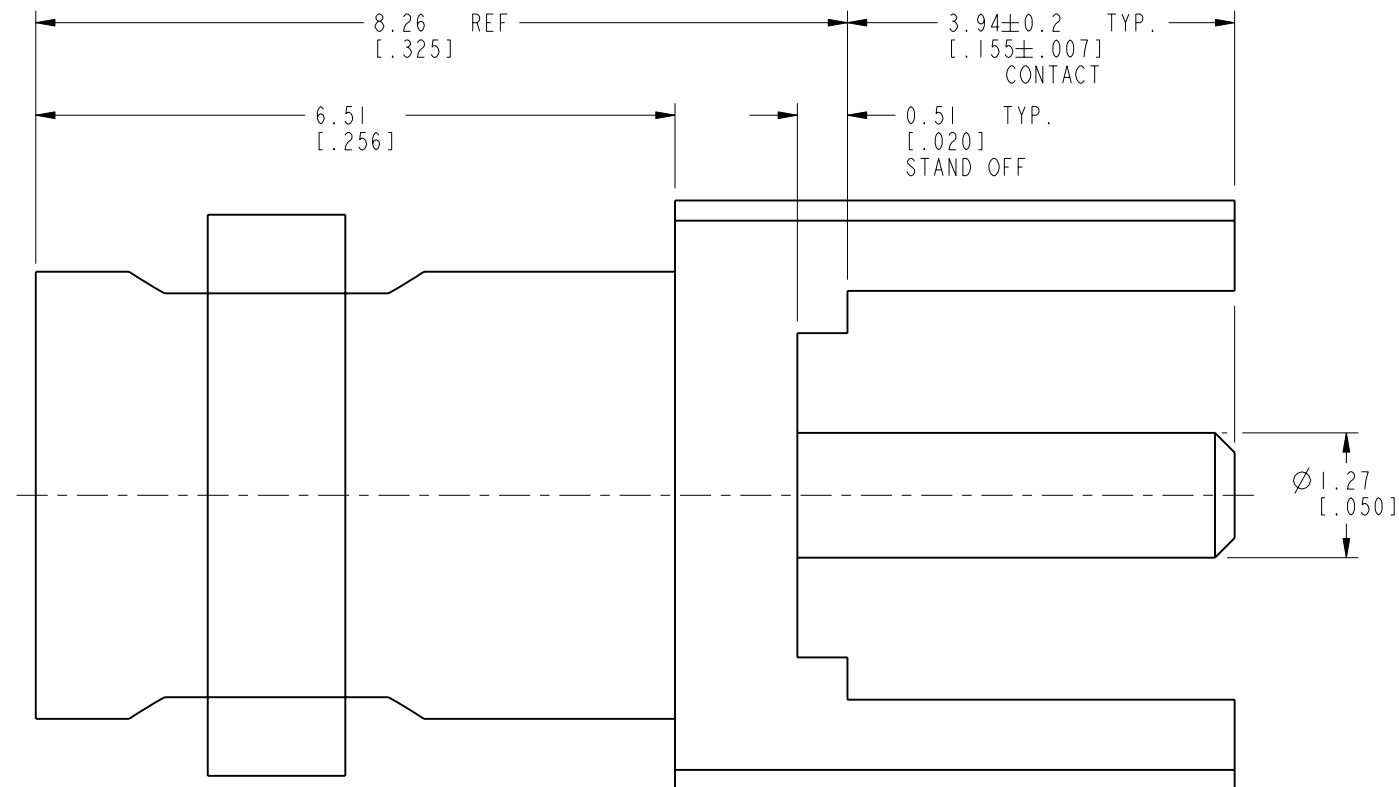 8.26 REF
[.325]
3.94±0.2 TYP.
[.155±.007]
CONTACT
6.51
[.256]
0.51 TYP.
[.020]
STAND OFF
Ø1.27
[.050]